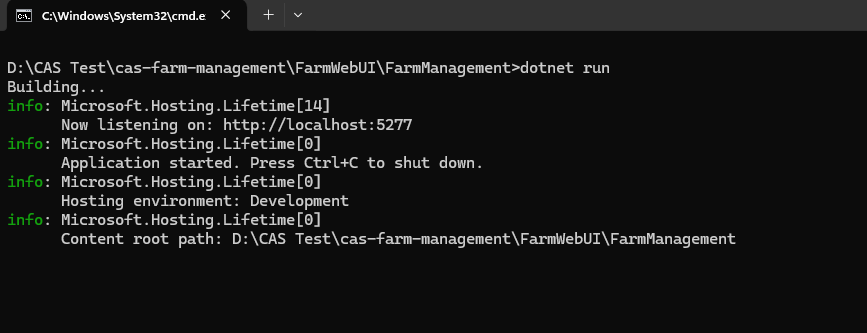 C:\Windows\System32\cmd.e
D:\CAS Test\cas-farm-management\FarmWebUI\FarmManagement>dotnet run
Building...
info: Microsoft.Hosting.Lifetime[14]
Now listening on: http://localhost:5277
info: Microsoft.Hosting.Lifetime[0]
Application started. Press Ctrl+C to shut down.
info: Microsoft.Hosting.Lifetime[0]
Hosting environment: Development
info: Microsoft.Hosting.Lifetime[0]
Content root path: D:\CAS Test\cas-farm-management\FarmWebUI\FarmManagement